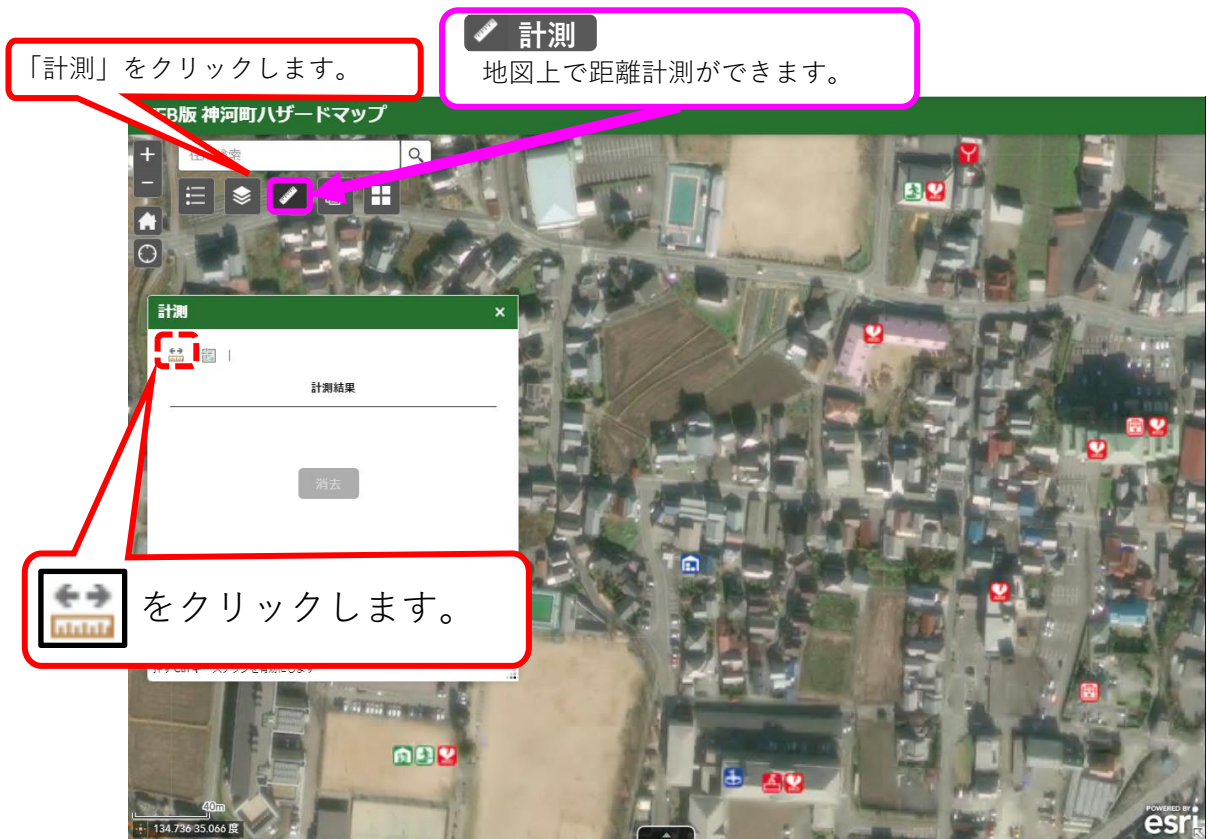 計測
地図上で距離計測ができます。
「計測」をクリックします。
EB版 神河町ハザードマップ
計測
計測結果
消去
をクリックします。
40m
134.736 35.066 度
POWERED BY
esri